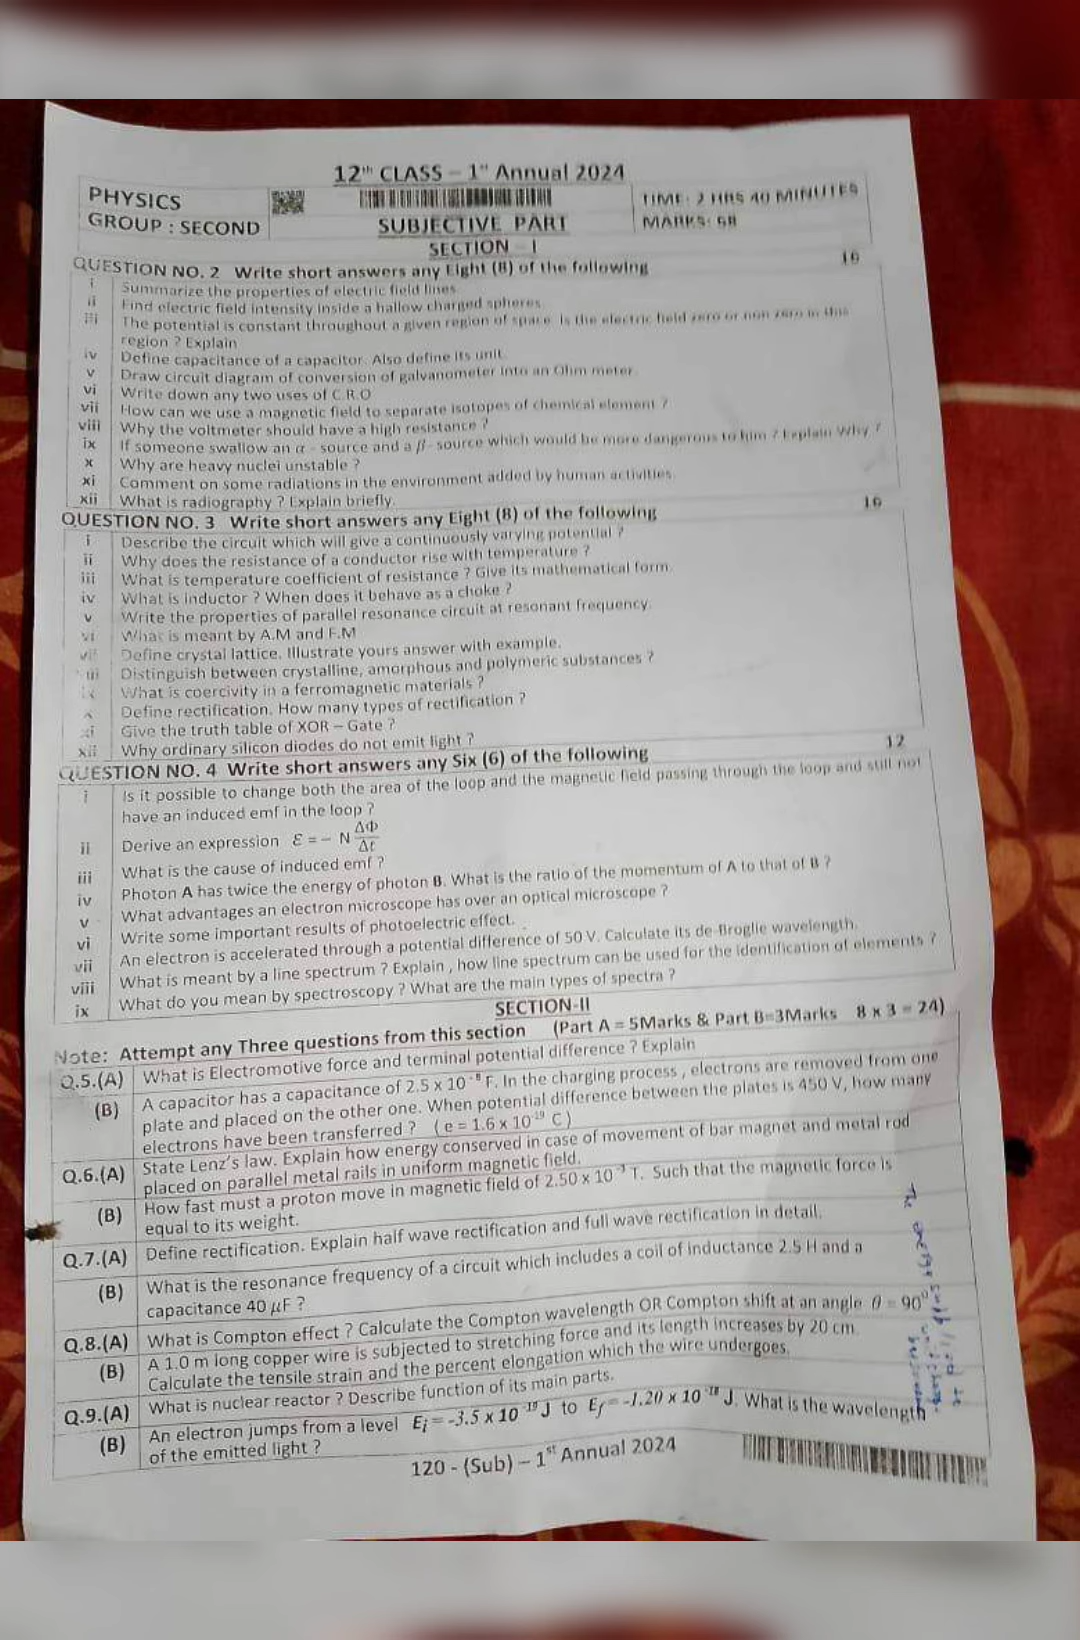 12th CLASS – 1st Annual 2024
PHYSICS
GROUP : SECOND
SUBJECTIVE PART
TIME: 2 HRS 40 MINUTES
MARKS: 68
SECTION – I
QUESTION NO. 2 Write short answers any Eight (8) of the following 16
i Summarize the properties of electric field lines.
ii Find electric field intensity inside a hallow charged spheres.
iii The potential is constant throughout a given region of space. Is the electric field zero or non zero in this
region ? Explain
iv Define capacitance of a capacitor. Also define its unit.
v Draw circuit diagram of conversion of galvanometer into an Ohm meter.
vi Write down any two uses of C.R.O
vii How can we use a magnetic field to separate isotopes of chemical element ?
viii Why the voltmeter should have a high resistance ?
ix If someone swallow an α - source and a β- source which would be more dangerous to him ? Explain Why ?
x Why are heavy nuclei unstable ?
xi Comment on some radiations in the environment added by human activities.
xii What is radiography ? Explain briefly.
QUESTION NO. 3 Write short answers any Eight (8) of the following 16
i Describe the circuit which will give a continuously varying potential ?
ii Why does the resistance of a conductor rise with temperature ?
iii What is temperature coefficient of resistance ? Give its mathematical form.
iv What is inductor ? When does it behave as a choke ?
v Write the properties of parallel resonance circuit at resonant frequency.
vi What is meant by A.M and F.M
vii Define crystal lattice. Illustrate yours answer with example.
viii Distinguish between crystalline, amorphous and polymeric substances ?
ix What is coercivity in a ferromagnetic materials ?
x Define rectification. How many types of rectification ?
xi Give the truth table of XOR – Gate ?
xii Why ordinary silicon diodes do not emit light ?
QUESTION NO. 4 Write short answers any Six (6) of the following 12
i Is it possible to change both the area of the loop and the magnetic field passing through the loop and still not
have an induced emf in the loop ?
ii Derive an expression ε = – N ΔΦ/Δt
iii What is the cause of induced emf ?
iv Photon A has twice the energy of photon B. What is the ratio of the momentum of A to that of B ?
v What advantages an electron microscope has over an optical microscope ?
vi Write some important results of photoelectric effect.
vii An electron is accelerated through a potential difference of 50 V. Calculate its de-Broglie wavelength.
viii What is meant by a line spectrum ? Explain , how line spectrum can be used for the identification of elements ?
ix What do you mean by spectroscopy ? What are the main types of spectra ?
SECTION-II
Note: Attempt any Three questions from this section (Part A = 5Marks & Part B=3Marks 8 x 3 = 24)
Q.5.(A) What is Electromotive force and terminal potential difference ? Explain
(B) A capacitor has a capacitance of 2.5 x 10⁻⁸ F. In the charging process , electrons are removed from one
plate and placed on the other one. When potential difference between the plates is 450 V, how many
electrons have been transferred ? ( e = 1.6 x 10⁻¹⁹ C )
Q.6.(A) State Lenz's law. Explain how energy conserved in case of movement of bar magnet and metal rod
placed on parallel metal rails in uniform magnetic field.
(B) How fast must a proton move in magnetic field of 2.50 x 10⁻³ T. Such that the magnetic force is
equal to its weight.
Q.7.(A) Define rectification. Explain half wave rectification and full wave rectification in detail.
(B) What is the resonance frequency of a circuit which includes a coil of inductance 2.5 H and a
capacitance 40 μF ?
Q.8.(A) What is Compton effect ? Calculate the Compton wavelength OR Compton shift at an angle θ = 90°
(B) A 1.0 m long copper wire is subjected to stretching force and its length increases by 20 cm.
Calculate the tensile strain and the percent elongation which the wire undergoes.
Q.9.(A) What is nuclear reactor ? Describe function of its main parts.
(B) An electron jumps from a level Eᵢ = -3.5 x 10⁻¹⁹ J to E_f = -1.20 x 10⁻¹⁸ J. What is the wavelength
of the emitted light ?
120 - (Sub) – 1st Annual 2024
The energy